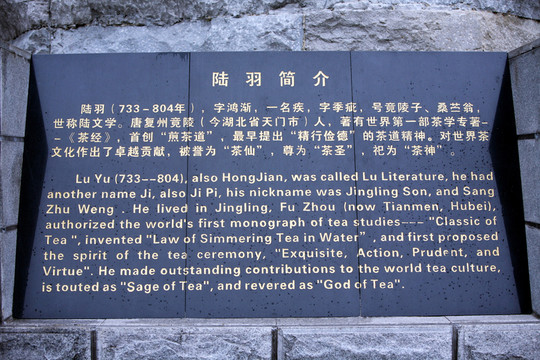 陆羽简介
陆羽（733-804年），字鸿渐，一名疾，字季疵，号竟陵子、桑苎翁，
世称陆文学。唐复州竟陵（今湖北省天门市）人，著有世界第一部茶学专著-
-《茶经》，首创“煎茶道”，最早提出“精行俭德”的茶道精神。对世界茶
文化作出了卓越贡献，被誉为“茶仙”，尊为“茶圣”，祀为“茶神”。
Lu Yu (733--804), also HongJian, was called Lu Literature, he had
another name Ji, also Ji Pi, his nickname was Jingling Son, and Sang
Zhu Weng . He lived in Jingling, Fu Zhou (now Tianmen, Hubei),
authorized the world's first monograph of tea studies--- "Classic of
Tea ", invented "Law of Simmering Tea in Water" , and first proposed
the spirit of the tea ceremony, "Exquisite, Action, Prudent, and
Virtue". He made outstanding contributions to the world tea culture,
is touted as "Sage of Tea", and revered as "God of Tea".